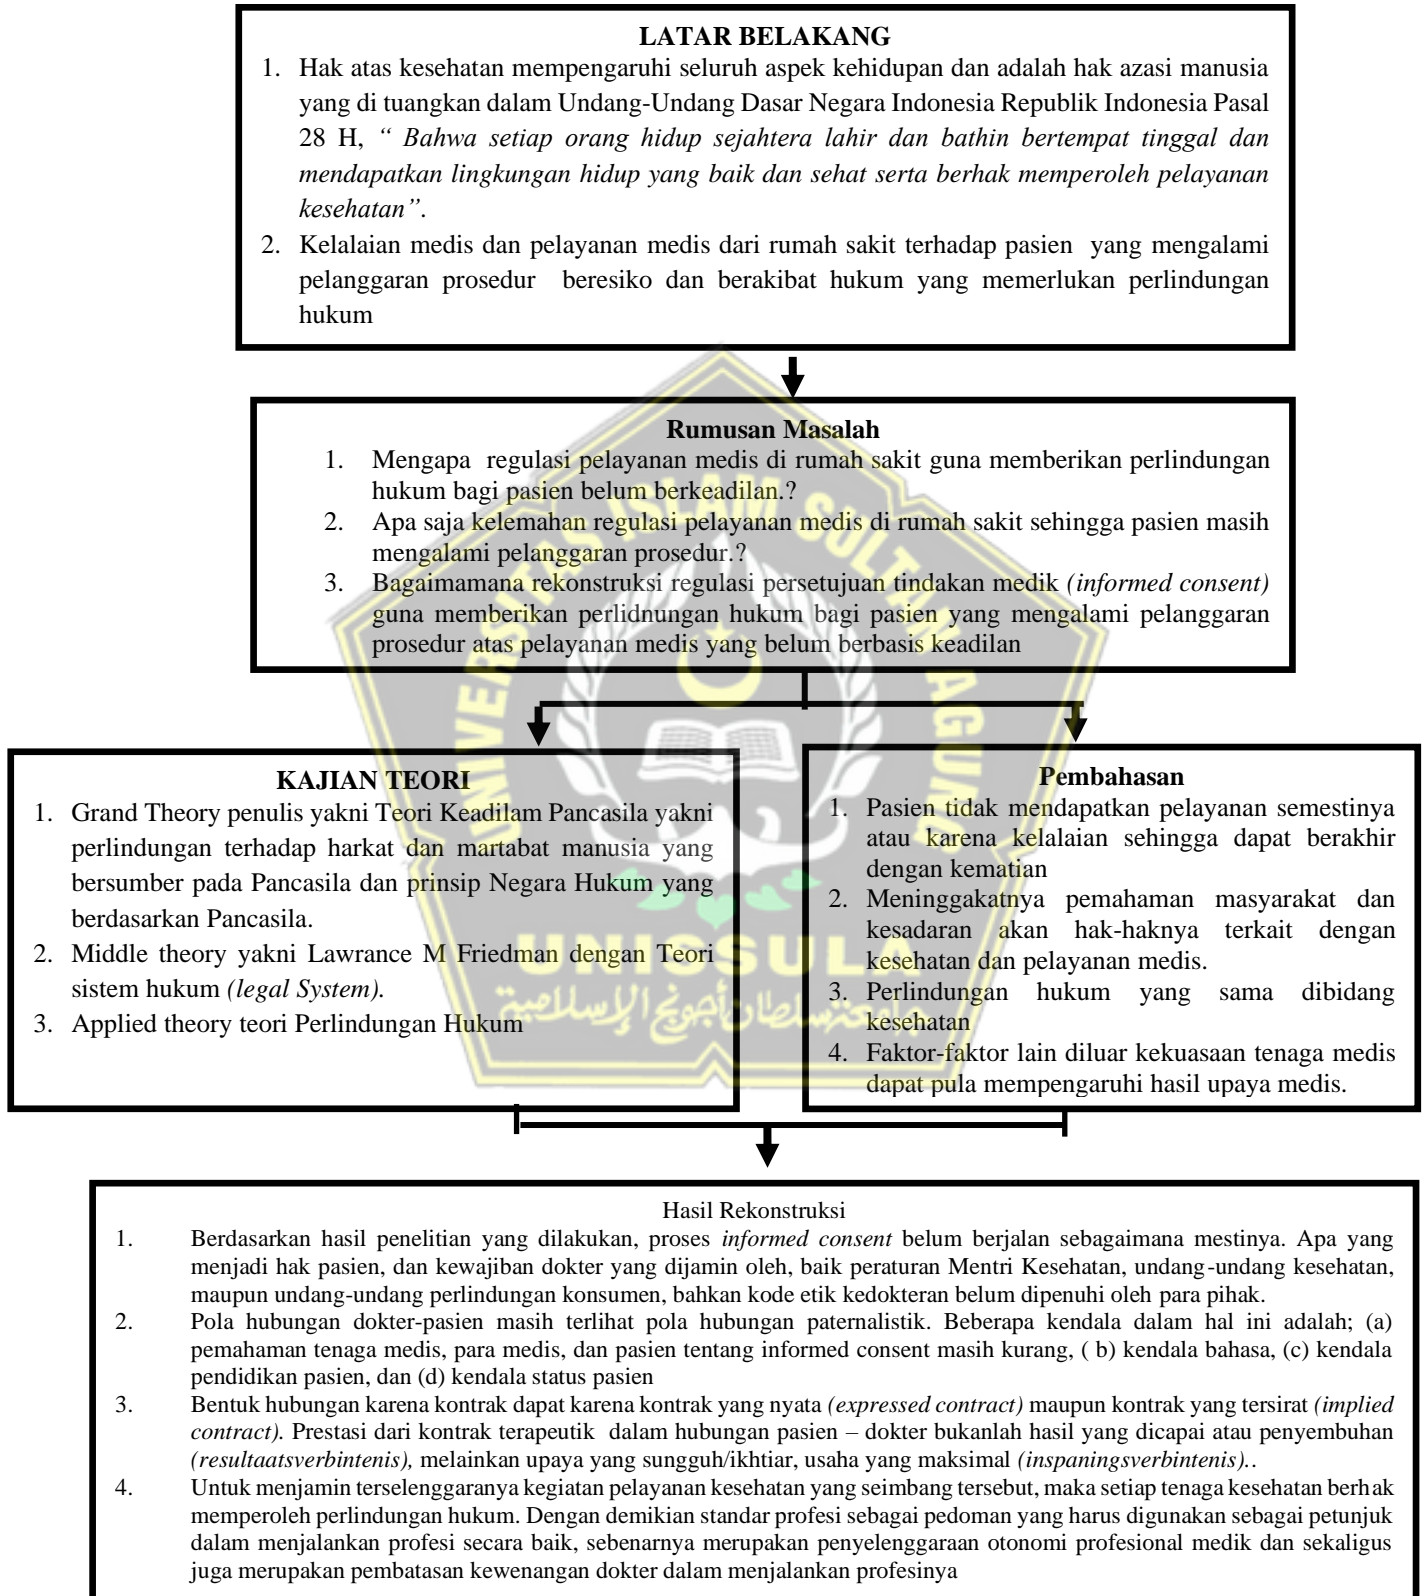 LATAR BELAKANG
1. Hak atas kesehatan mempengaruhi seluruh aspek kehidupan dan adalah hak azasi manusia
yang di tuangkan dalam Undang-Undang Dasar Negara Indonesia Republik Indonesia Pasal
28 H, “ Bahwa setiap orang hidup sejahtera lahir dan bathin bertempat tinggal dan
mendapatkan lingkungan hidup yang baik dan sehat serta berhak memperoleh pelayanan
kesehatan”.
2. Kelalaian medis dan pelayanan medis dari rumah sakit terhadap pasien yang mengalami
pelanggaran prosedur beresiko dan berakibat hukum yang memerlukan perlindungan
hukum
Rumusan Masalah
1. Mengapa regulasi pelayanan medis di rumah sakit guna memberikan perlindungan
hukum bagi pasien belum berkeadilan.?
2. Apa saja kelemahan regulasi pelayanan medis di rumah sakit sehingga pasien masih
mengalami pelanggaran prosedur.?
3. Bagaimamana rekonstruksi regulasi persetujuan tindakan medik (informed consent)
guna memberikan perlidnungan hukum bagi pasien yang mengalami pelanggaran
prosedur atas pelayanan medis yang belum berbasis keadilan
KAJIAN TEORI
1. Grand Theory penulis yakni Teori Keadilam Pancasila yakni
perlindungan terhadap harkat dan martabat manusia yang
bersumber pada Pancasila dan prinsip Negara Hukum yang
berdasarkan Pancasila.
2. Middle theory yakni Lawrance M Friedman dengan Teori
sistem hukum (legal System).
3. Applied theory teori Perlindungan Hukum
Pembahasan
1. Pasien tidak mendapatkan pelayanan semestinya
atau karena kelalaian sehingga dapat berakhir
dengan kematian
2. Meninggakatnya pemahaman masyarakat dan
kesadaran akan hak-haknya terkait dengan
kesehatan dan pelayanan medis.
3. Perlindungan hukum yang sama dibidang
kesehatan
4. Faktor-faktor lain diluar kekuasaan tenaga medis
dapat pula mempengaruhi hasil upaya medis.
Hasil Rekonstruksi
1. Berdasarkan hasil penelitian yang dilakukan, proses informed consent belum berjalan sebagaimana mestinya. Apa yang
menjadi hak pasien, dan kewajiban dokter yang dijamin oleh, baik peraturan Mentri Kesehatan, undang-undang kesehatan,
maupun undang-undang perlindungan konsumen, bahkan kode etik kedokteran belum dipenuhi oleh para pihak.
2. Pola hubungan dokter-pasien masih terlihat pola hubungan paternalistik. Beberapa kendala dalam hal ini adalah; (a)
pemahaman tenaga medis, para medis, dan pasien tentang informed consent masih kurang, ( b) kendala bahasa, (c) kendala
pendidikan pasien, dan (d) kendala status pasien
3. Bentuk hubungan karena kontrak dapat karena kontrak yang nyata (expressed contract) maupun kontrak yang tersirat (implied
contract). Prestasi dari kontrak terapeutik dalam hubungan pasien – dokter bukanlah hasil yang dicapai atau penyembuhan
(resultaatsverbintenis), melainkan upaya yang sungguh/ikhtiar, usaha yang maksimal (inspaningsverbintenis)..
4. Untuk menjamin terselenggaranya kegiatan pelayanan kesehatan yang seimbang tersebut, maka setiap tenaga kesehatan berhak
memperoleh perlindungan hukum. Dengan demikian standar profesi sebagai pedoman yang harus digunakan sebagai petunjuk
dalam menjalankan profesi secara baik, sebenarnya merupakan penyelenggaraan otonomi profesional medik dan sekaligus
juga merupakan pembatasan kewenangan dokter dalam menjalankan profesinya
UNIVERSITAS ISLAM SULTAN AGUNG
UNISSULA
جامعتسلطان أجونج الإسلامية